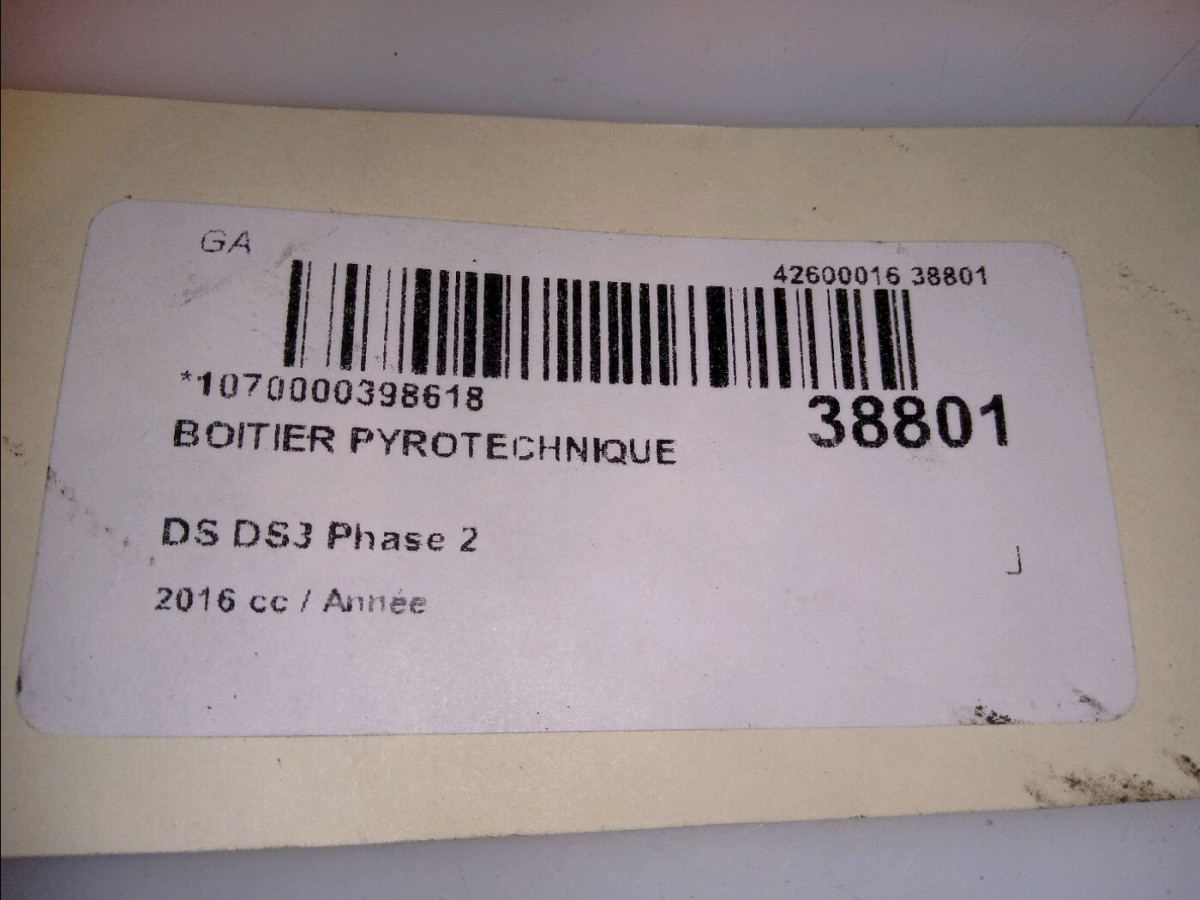 GA
42600016 38801
*1070000398618
38801
BOITIER PYROTECHNIQUE
DS DS3 Phase 2
J
2016 cc / Année